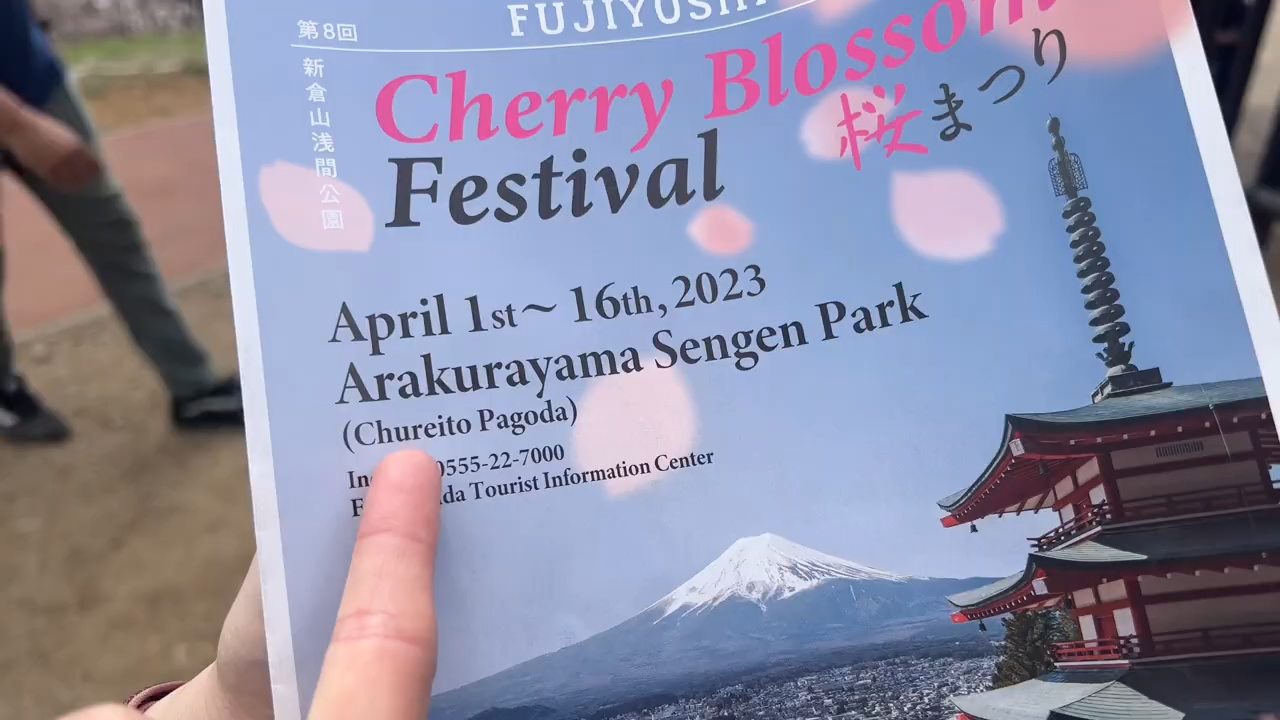 第8回
新倉山浅間公園
Cherry Blossom
Festival
桜まつり
April 1st~ 16th, 2023
Arakurayama Sengen Park
(Chureito Pagoda)
0555-22-7000
Tourist Information Center